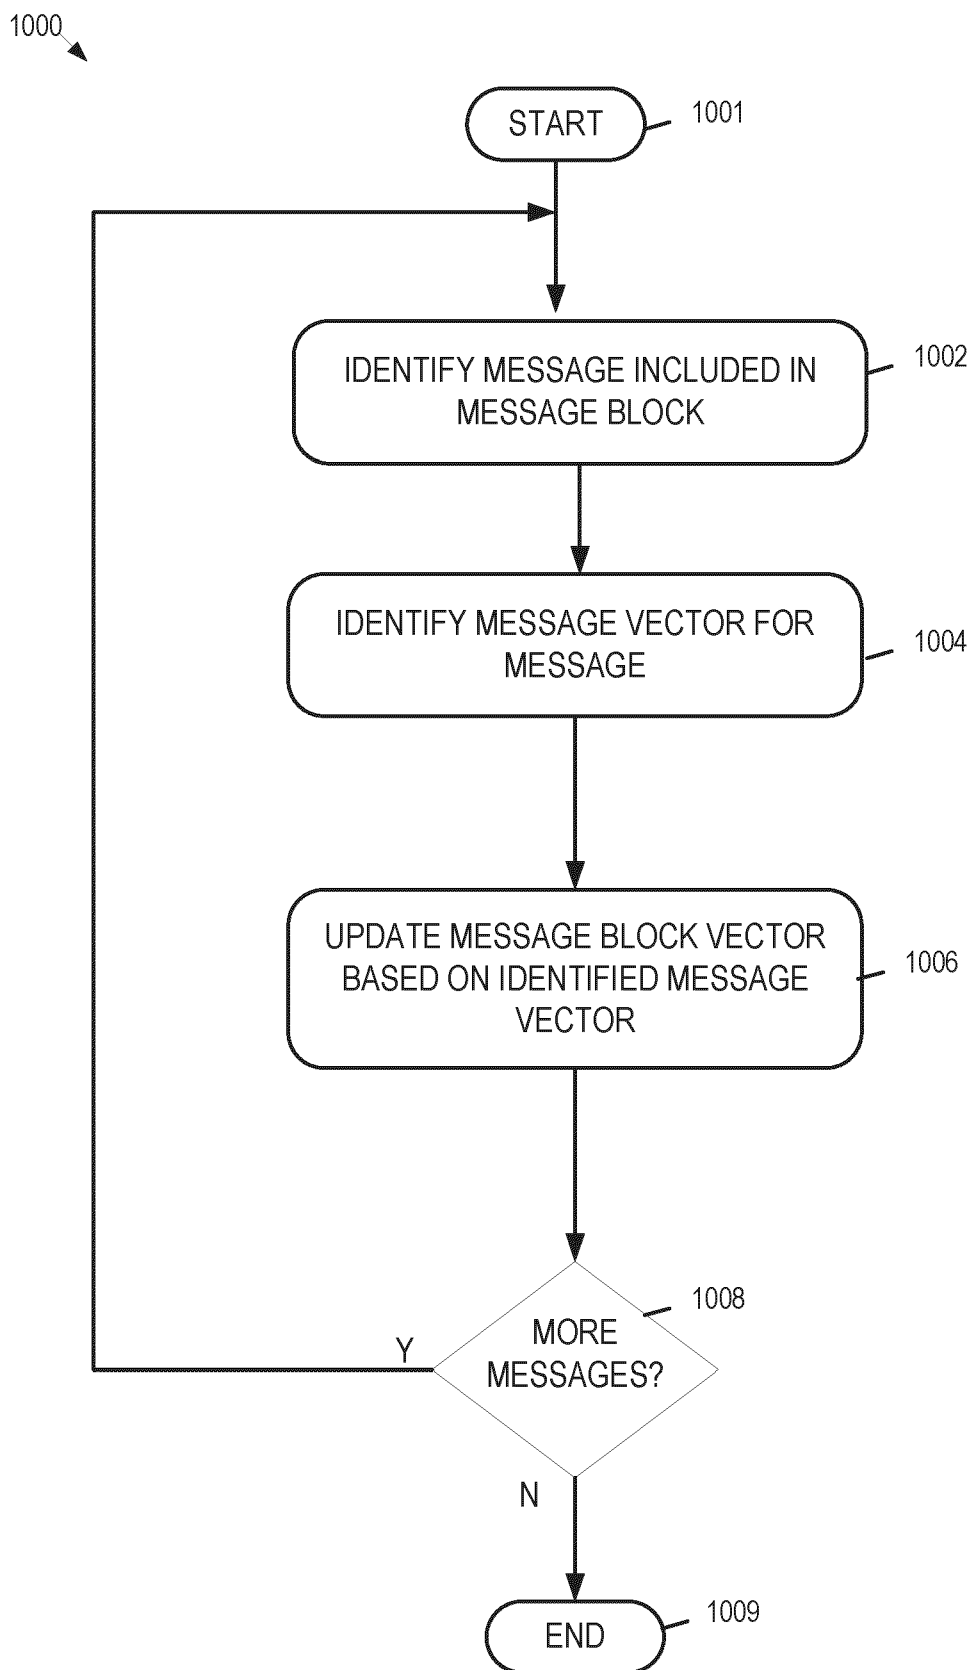 1000
START
1001
IDENTIFY MESSAGE INCLUDED IN
MESSAGE BLOCK
1002
IDENTIFY MESSAGE VECTOR FOR
MESSAGE
1004
UPDATE MESSAGE BLOCK VECTOR
BASED ON IDENTIFIED MESSAGE
VECTOR
1006
MORE
MESSAGES?
1008
Y
N
END
1009